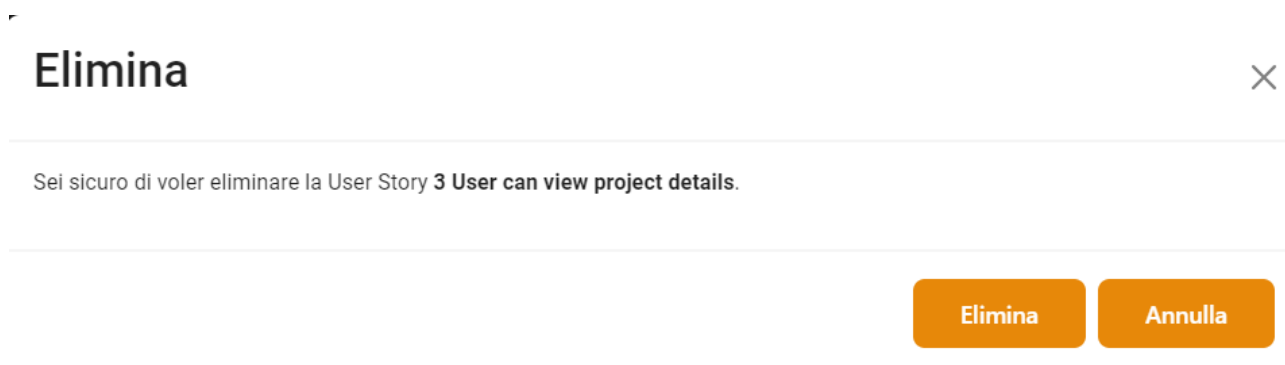 Elimina
Sei sicuro di voler eliminare la User Story 3 User can view project details.
Elimina Annulla